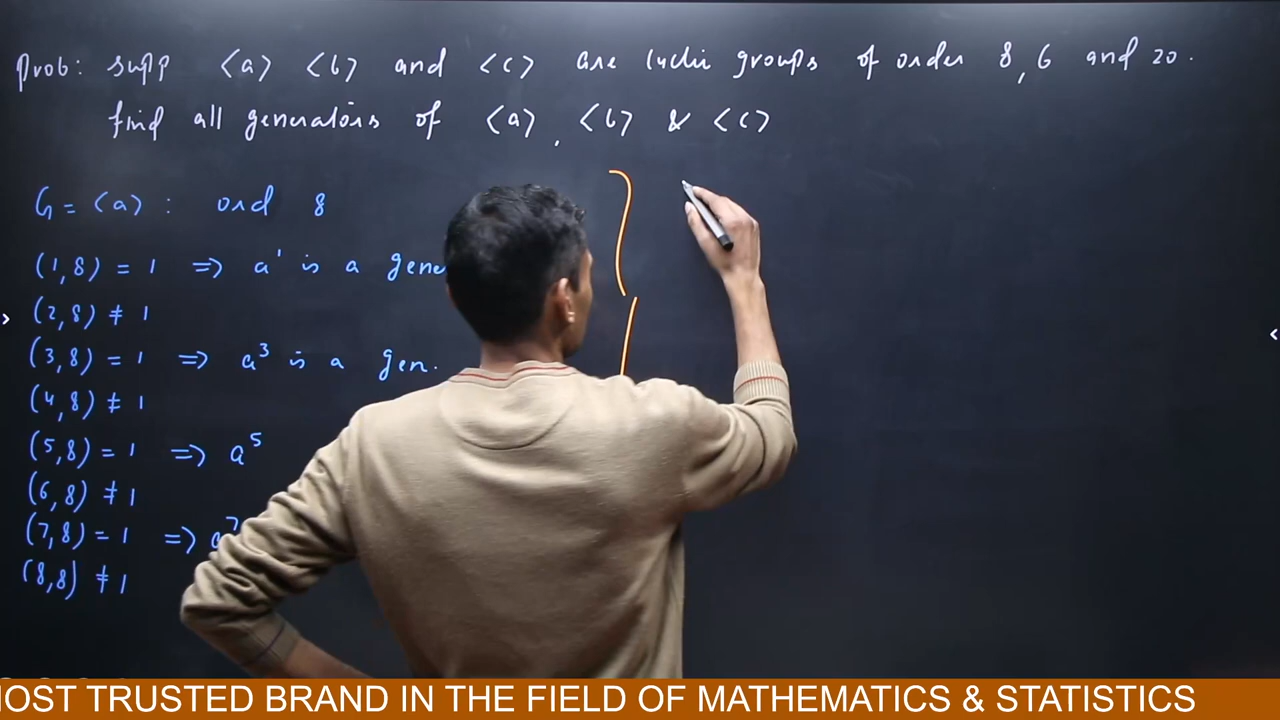 Prob: supp <a> <b> and <c> are cyclic groups of order 8, 6 and 20.
find all generators of <a>, <b> & <c>
G = <a> : ord 8
(1,8) = 1 => a¹ is a gene
(2,8) ≠ 1
(3,8) = 1 => a³ is a gen.
(4,8) ≠ 1
(5,8) = 1 => a⁵
(6,8) ≠ 1
(7,8) = 1 => a⁷
(8,8) ≠ 1
MOST TRUSTED BRAND IN THE FIELD OF MATHEMATICS & STATISTICS